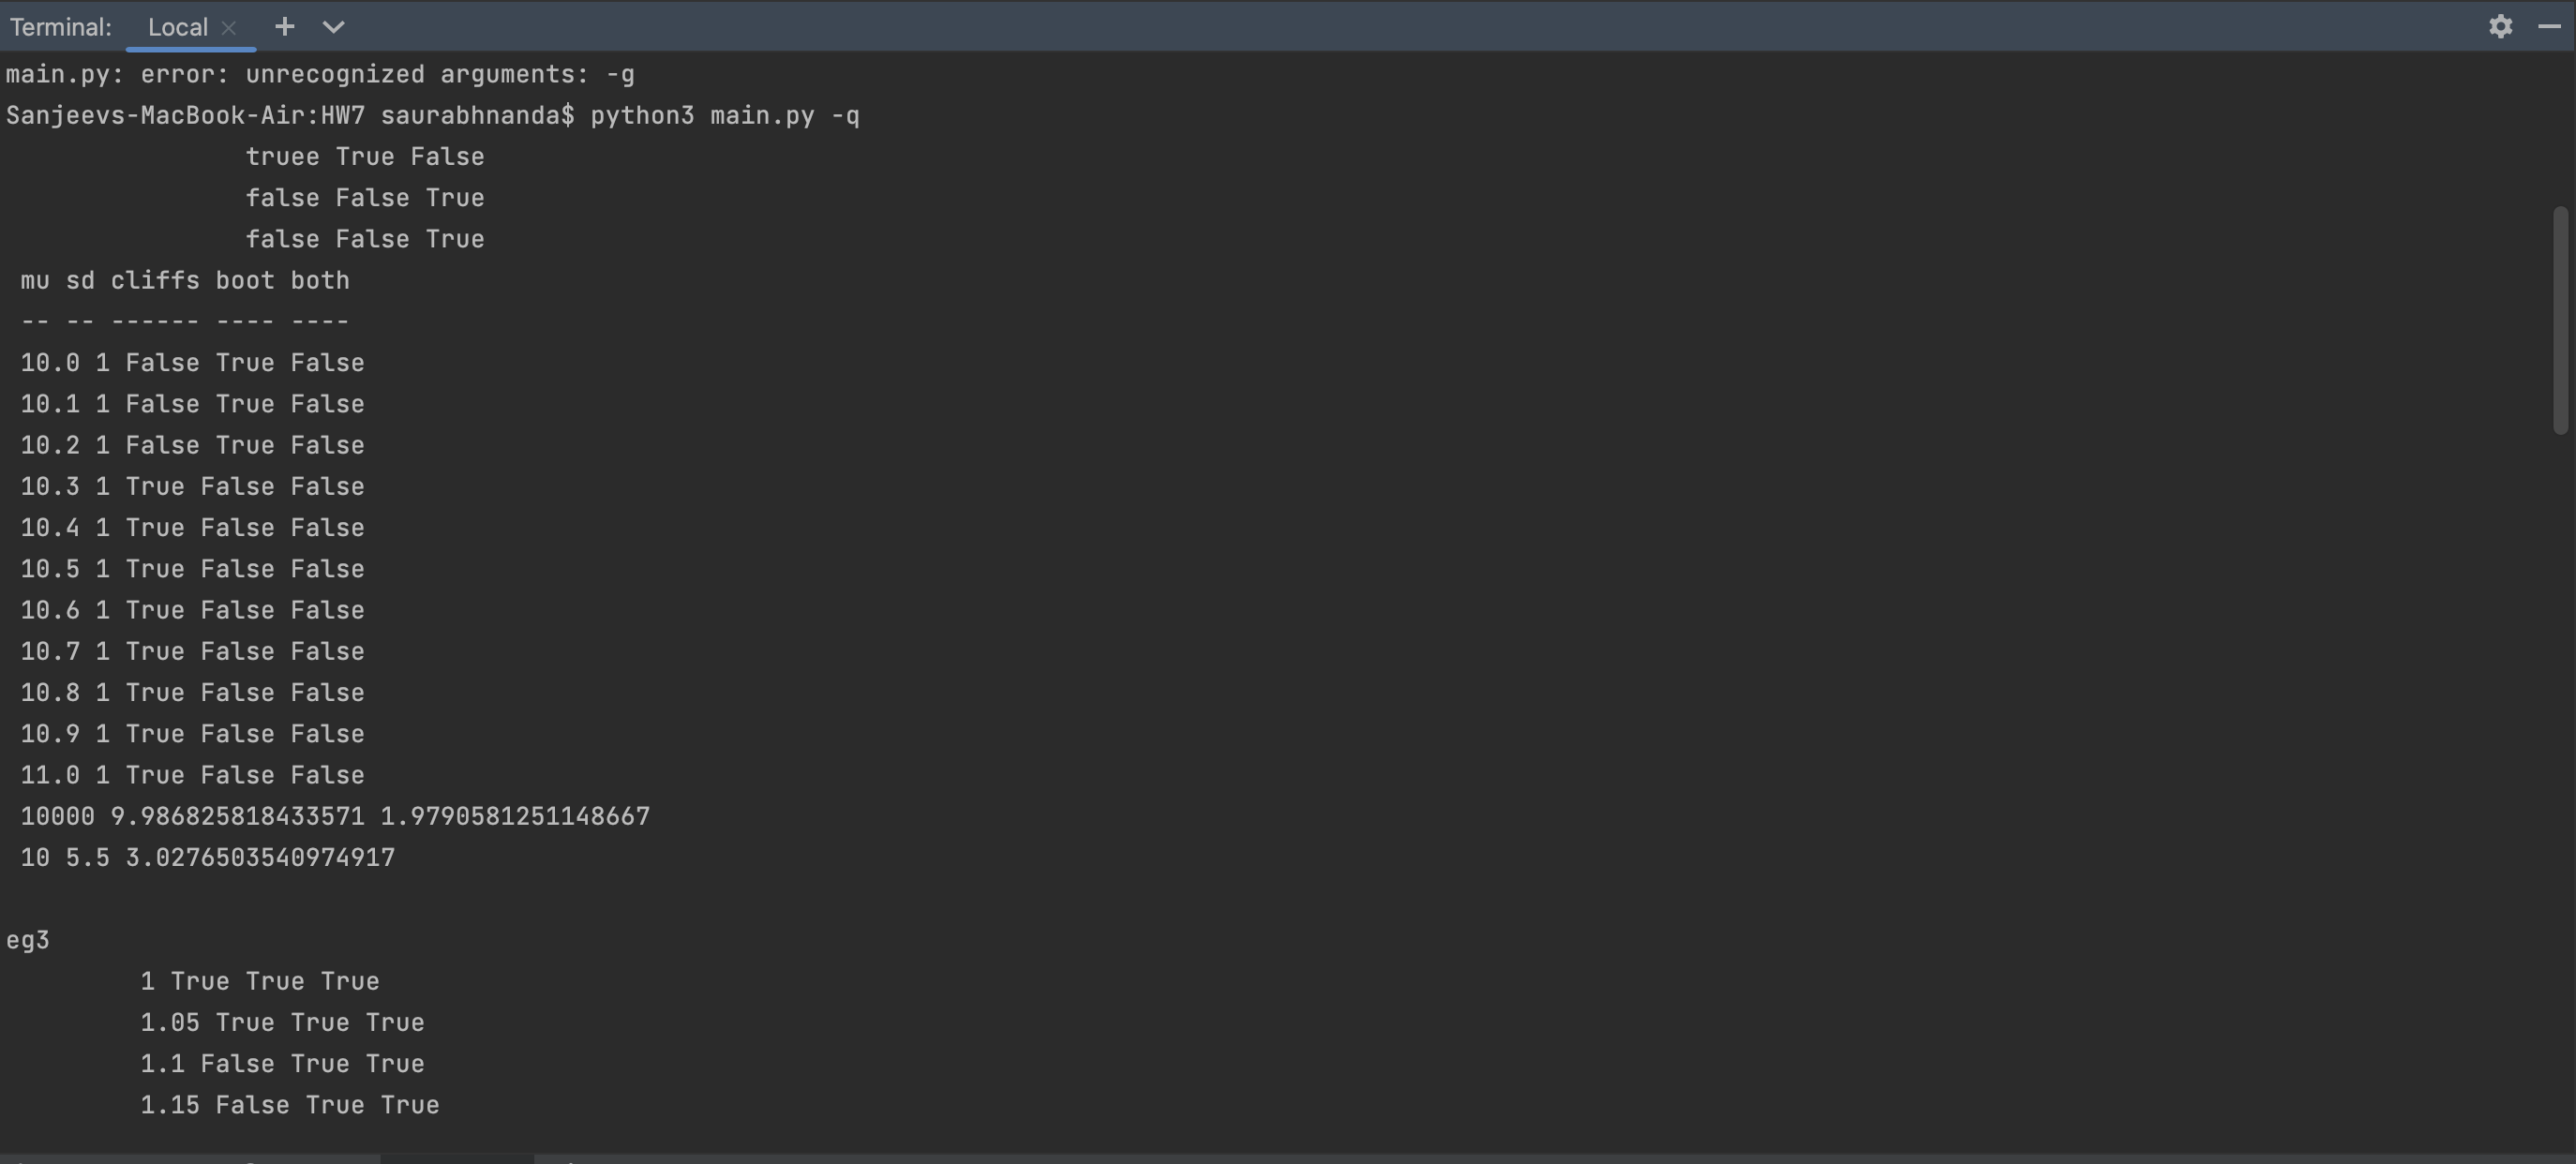 Terminal: Local
main.py: error: unrecognized arguments: -g
Sanjeevs-MacBook-Air:HW7 saurabhnanda$ python3 main.py -q
truee True False
false False True
false False True
mu sd cliffs boot both
-- -- ------ ---- ----
10.0 1 False True False
10.1 1 False True False
10.2 1 False True False
10.3 1 True False False
10.4 1 True False False
10.5 1 True False False
10.6 1 True False False
10.7 1 True False False
10.8 1 True False False
10.9 1 True False False
11.0 1 True False False
10000 9.986825818433571 1.9790581251148667
10 5.5 3.0276503540974917
eg3
1 True True True
1.05 True True True
1.1 False True True
1.15 False True True